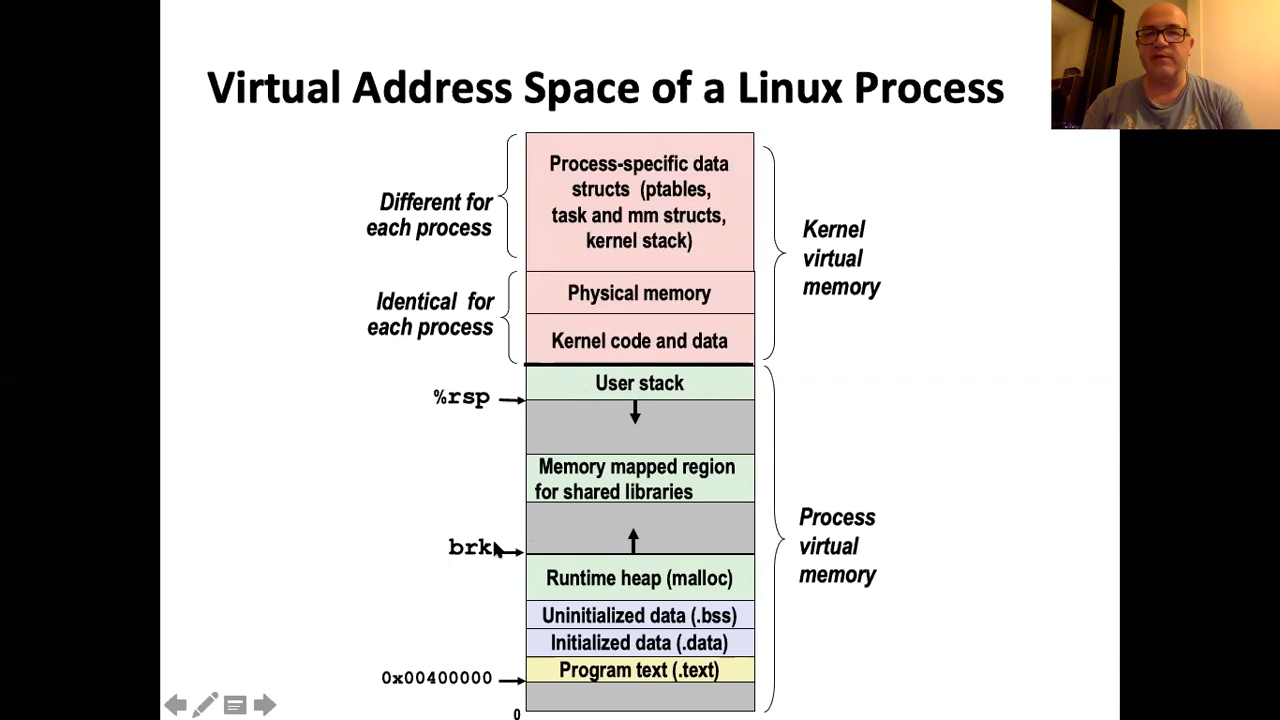 Virtual Address Space of a Linux Process
Process-specific data
structs (ptables,
task and mm structs,
kernel stack)
Different for
each process
Kernel
virtual
memory
Physical memory
Identical for
each process
Kernel code and data
User stack
%rsp
Memory mapped region
for shared libraries
Process
virtual
memory
brk
Runtime heap (malloc)
Uninitialized data (.bss)
Initialized data (.data)
Program text (.text)
0x00400000
0